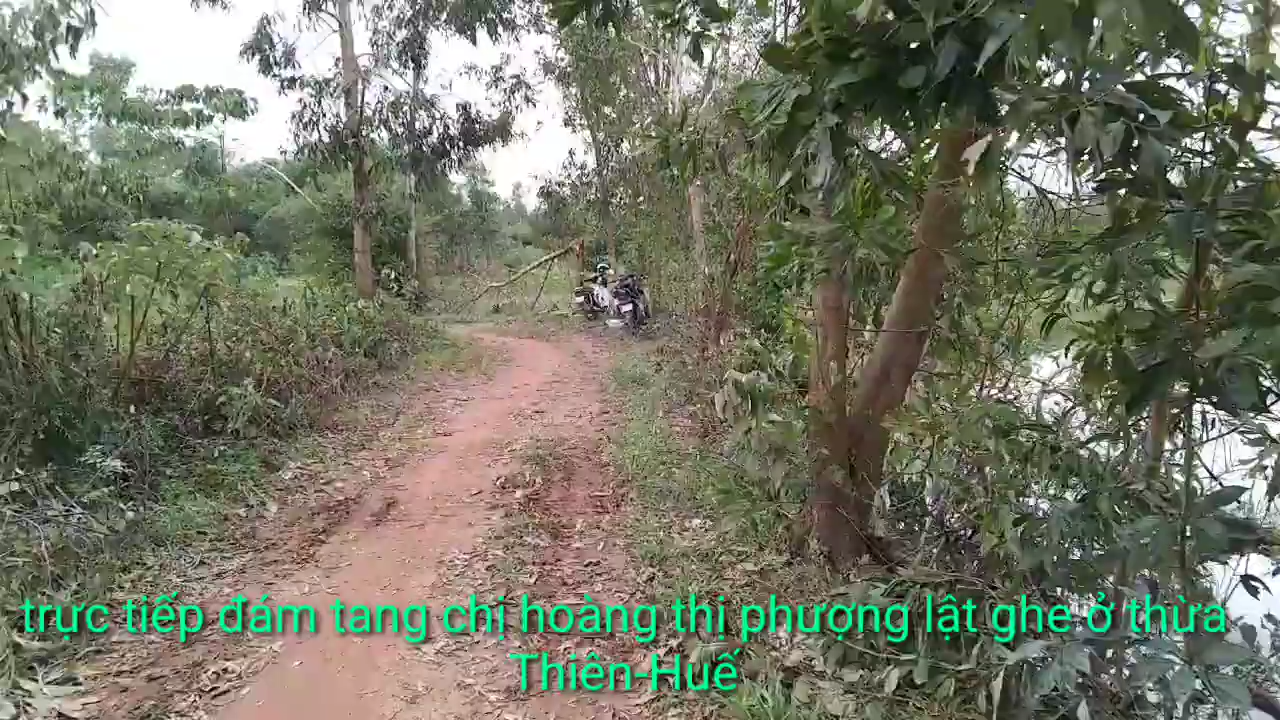 trực tiếp đám tang chị hoàng thị phượng lật ghe ở thừa
Thiên-Huế